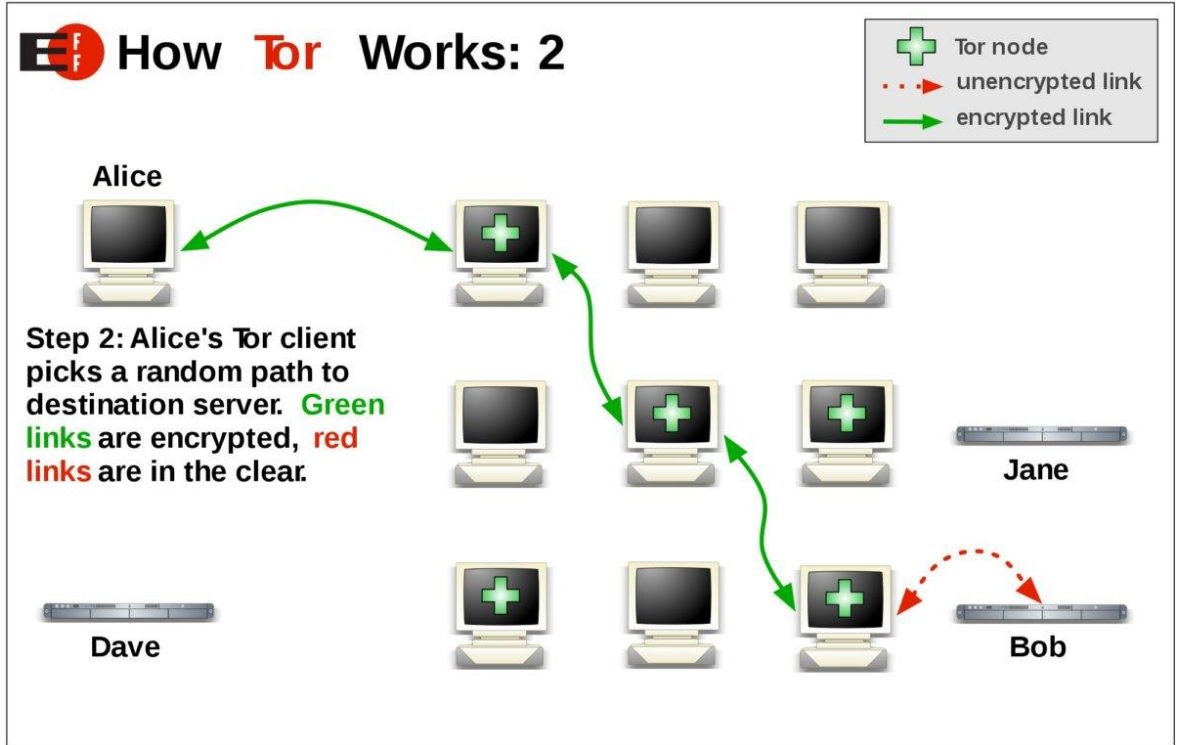 EFF How Tor Works: 2
Tor node
unencrypted link
encrypted link
Alice
Step 2: Alice's Tor client
picks a random path to
destination server. Green
links are encrypted, red
links are in the clear.
Jane
Dave
Bob